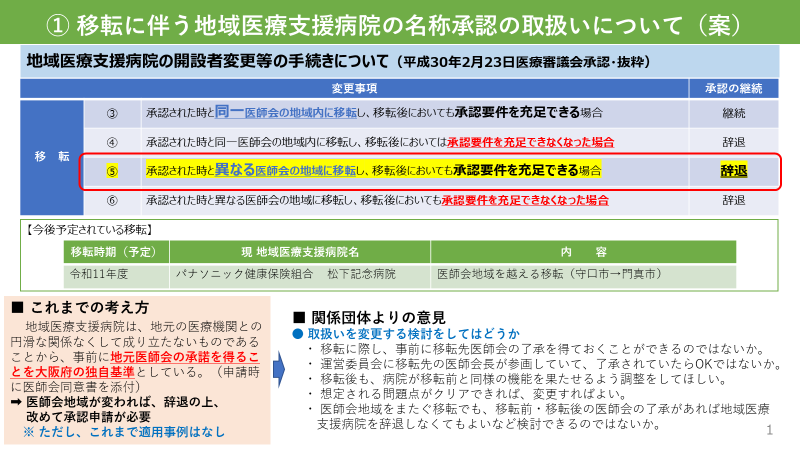 ① 移転に伴う地域医療支援病院の名称承認の取扱いについて（案）
地域医療支援病院の開設者変更等の手続きについて（平成30年2月23日医療審議会承認・抜粋）
変更事項 承認の継続
移 転
③ 承認された時と同一医師会の地域内に移転し、移転後においても承認要件を充足できる場合 継続
④ 承認された時と同一医師会の地域内に移転し、移転後においては承認要件を充足できなくなった場合 辞退
⑤ 承認された時と異なる医師会の地域に移転し、移転後においても承認要件を充足できる場合 辞退
⑥ 承認された時と異なる医師会の地域に移転し、移転後においても承認要件を充足できなくなった場合 辞退
【今後予定されている移転】
移転時期（予定） 現 地域医療支援病院名 内 容
令和11年度 パナソニック健康保険組合 松下記念病院 医師会地域を越える移転（守口市→門真市）
■ これまでの考え方
地域医療支援病院は、地元の医療機関との
円滑な関係なくして成り立たないものである
ことから、事前に地元医師会の承諾を得るこ
とを大阪府の独自基準としている。（申請時
に医師会同意書を添付）
➡ 医師会地域が変われば、辞退の上、
改めて承認申請が必要
※ ただし、これまで適用事例はなし
■ 関係団体よりの意見
● 取扱いを変更する検討をしてはどうか
・ 移転に際し、事前に移転先医師会の了承を得ておくことができるのではないか。
・ 運営委員会に移転先の医師会長が参画していて、了承されていたらOKではないか。
・ 移転後も、病院が移転前と同様の機能を果たせるよう調整をしてほしい。
・ 想定される問題点がクリアできれば、変更すればよい。
・ 医師会地域をまたぐ移転でも、移転前・移転後の医師会の了承があれば地域医療
支援病院を辞退しなくてもよいなど検討できるのではないか。
1